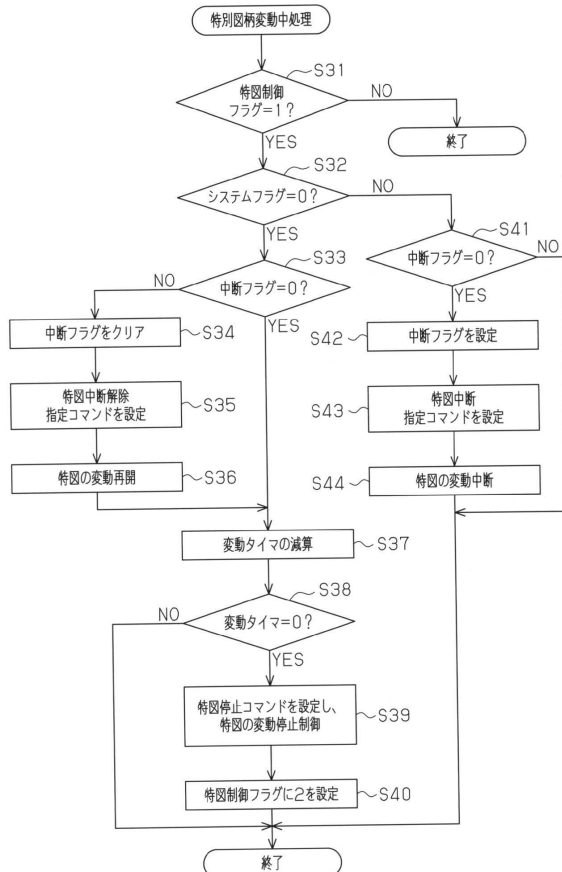 特別図柄変動中処理
S31
特図制御
フラグ=1?
NO
YES
終了
S32
システムフラグ=0?
NO
YES
S41
中断フラグ=0?
NO
YES
S33
中断フラグ=0?
NO
YES
中断フラグをクリア
S34
特図中断解除
指定コマンドを設定
S35
特図の変動再開
S36
S42
中断フラグを設定
S43
特図中断
指定コマンドを設定
S44
特図の変動中断
変動タイマの減算
S37
S38
変動タイマ=0?
NO
YES
特図停止コマンドを設定し、
特図の変動停止制御
S39
特図制御フラグに2を設定
S40
終了